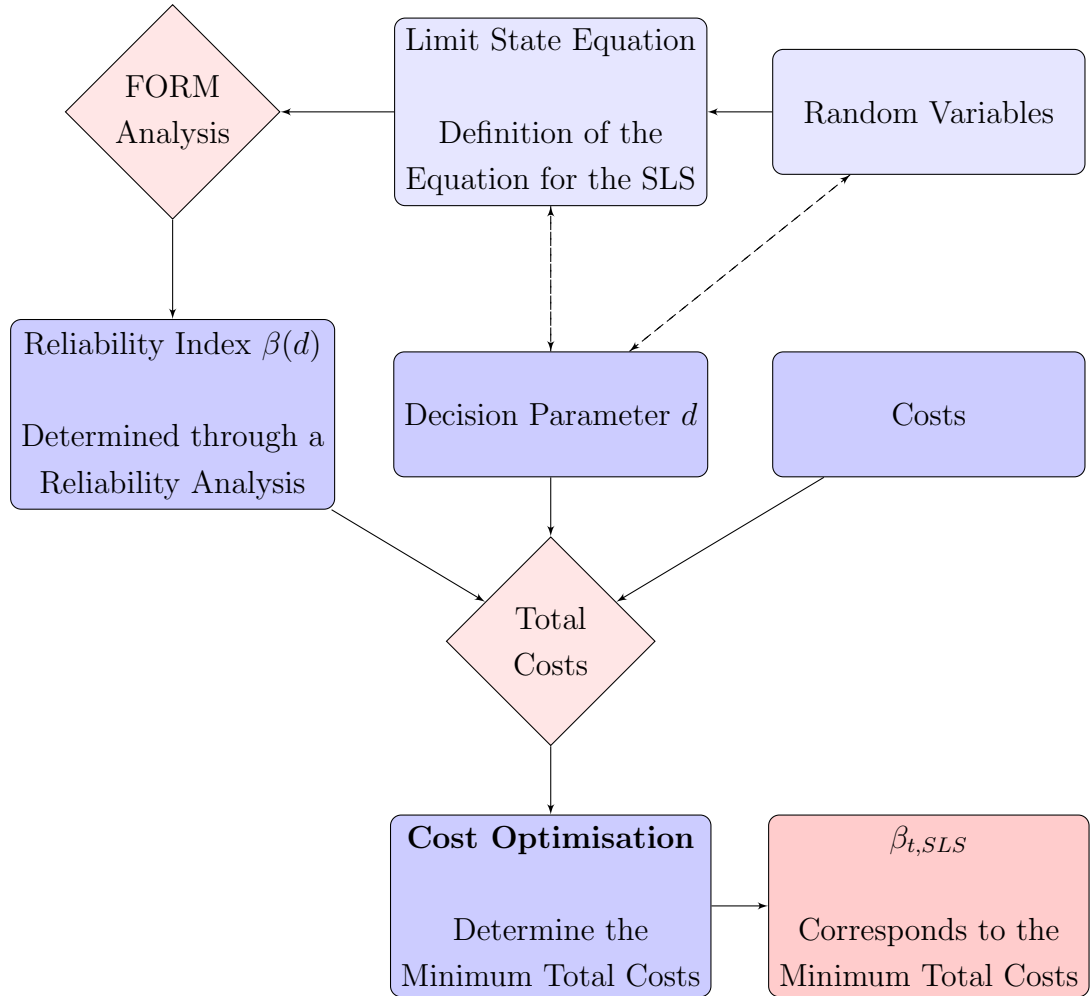 FORM
Analysis
Limit State Equation
Definition of the
Equation for the SLS
Random Variables
Reliability Index β(d)
Determined through a
Reliability Analysis
Decision Parameter d
Costs
Total
Costs
Cost Optimisation
Determine the
Minimum Total Costs
β_{t,SLS}
Corresponds to the
Minimum Total Costs